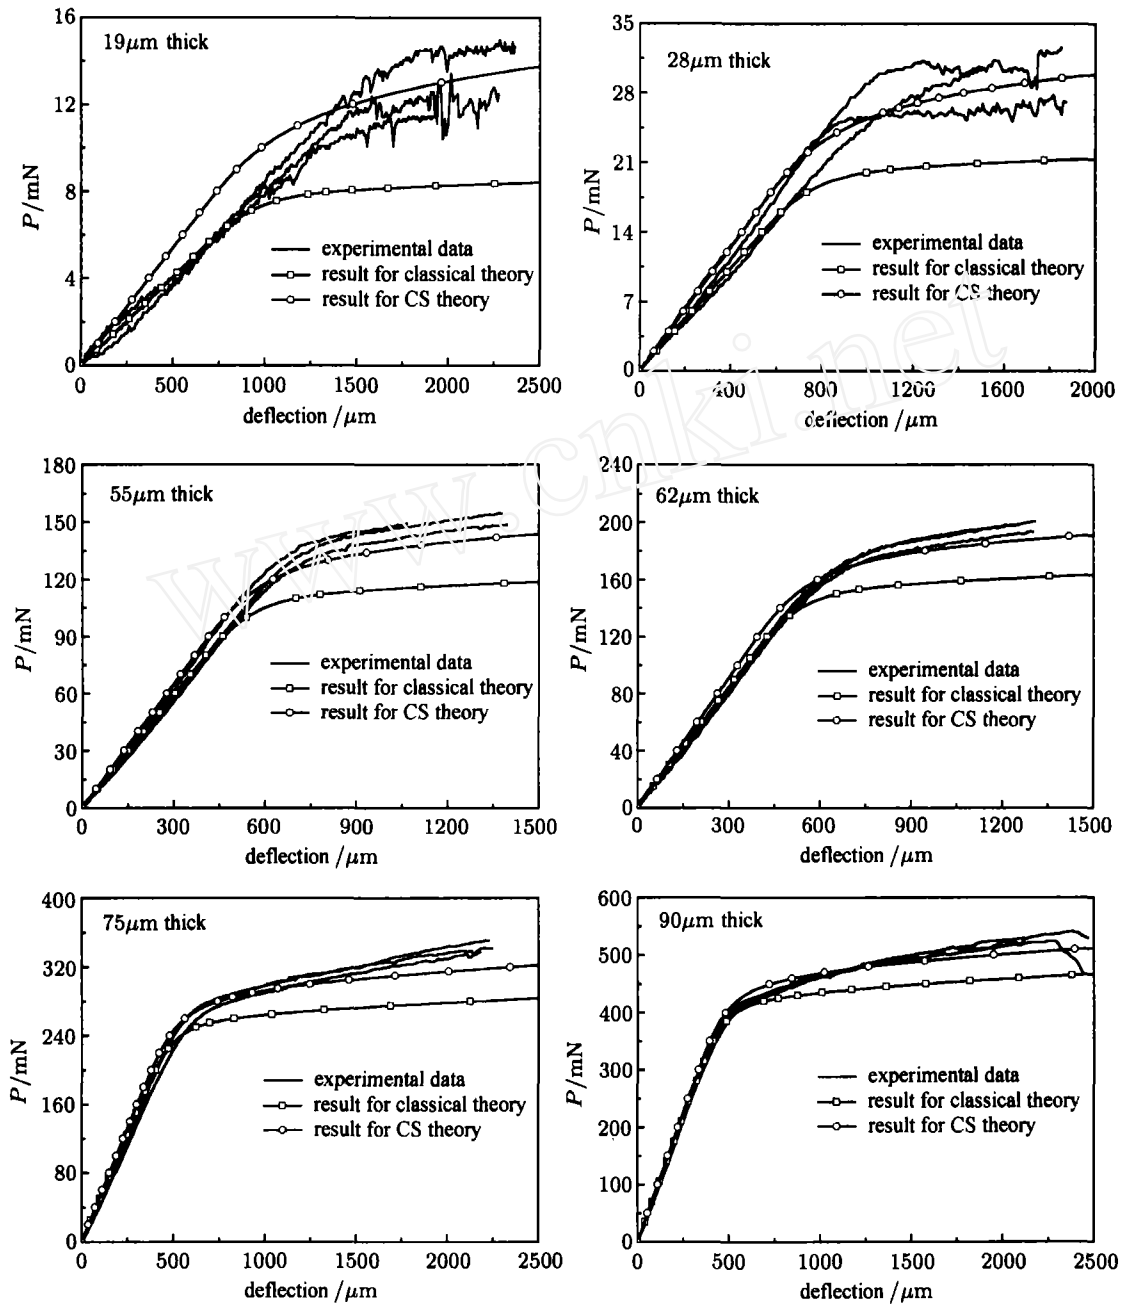 16
12
8
4
0
P/mN
19μm thick
experimental data
result for classical theory
result for CS theory
0 500 1000 1500 2000 2500
deflection /μm
35
28
21
14
7
0
P/mN
28μm thick
experimental data
result for classical theory
result for CS theory
0 400 800 1200 1600 2000
deflection /μm
180
150
120
90
60
30
0
P/mN
55μm thick
experimental data
result for classical theory
result for CS theory
0 300 600 900 1200 1500
deflection /μm
240
200
160
120
80
40
0
P/mN
62μm thick
experimental data
result for classical theory
result for CS theory
0 300 600 900 1200 1500
deflection /μm
400
320
240
160
80
0
P/mN
75μm thick
experimental data
result for classical theory
result for CS theory
0 500 1000 1500 2000 2500
deflection /μm
600
500
400
300
200
100
0
P/mN
90μm thick
experimental data
result for classical theory
result for CS theory
0 500 1000 1500 2000 2500
deflection /μm
www.cnki.net